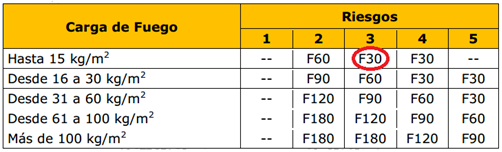 Carga de Fuego Riesgos
1 2 3 4 5
Hasta 15 kg/m² -- F60 F30 F30 --
Desde 16 a 30 kg/m² -- F90 F60 F30 F30
Desde 31 a 60 kg/m² -- F120 F90 F60 F30
Desde 61 a 100 kg/m² -- F180 F120 F90 F60
Más de 100 kg/m² -- F180 F180 F120 F90